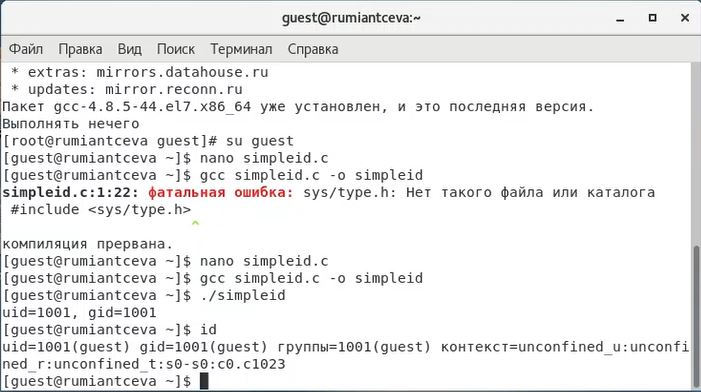 guest@rumiantceva:~
Файл Правка Вид Поиск Терминал Справка
* extras: mirrors.datahouse.ru
* updates: mirror.reconn.ru
Пакет gcc-4.8.5-44.el7.x86_64 уже установлен, и это последняя версия.
Выполнять нечего
[root@rumiantceva guest]# su guest
[guest@rumiantceva ~]$ nano simpleid.c
[guest@rumiantceva ~]$ gcc simpleid.c -o simpleid
simpleid.c:1:22: фатальная ошибка: sys/type.h: Нет такого файла или каталога
#include <sys/type.h>
^
компиляция прервана.
[guest@rumiantceva ~]$ nano simpleid.c
[guest@rumiantceva ~]$ gcc simpleid.c -o simpleid
[guest@rumiantceva ~]$ ./simpleid
uid=1001, gid=1001
[guest@rumiantceva ~]$ id
uid=1001(guest) gid=1001(guest) группы=1001(guest) контекст=unconfined_u:unconfi
ned_r:unconfined_t:s0-s0:c0.c1023
[guest@rumiantceva ~]$